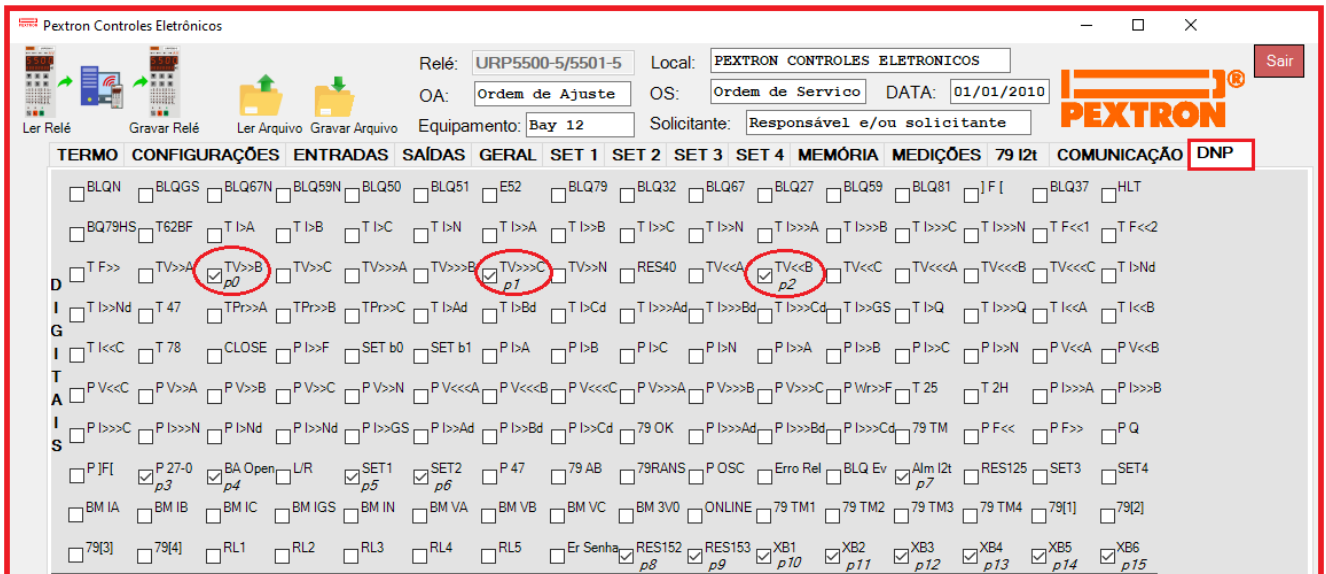 PEXTRON Pextron Controles Eletrônicos
Ler Relé
Gravar Relé
Ler Arquivo
Gravar Arquivo
Relé: URP5500-5/5501-5 Local: PEXTRON CONTROLES ELETRONICOS Sair
OA: Ordem de Ajuste OS: Ordem de Servico DATA: 01/01/2010
Equipamento: Bay 12 Solicitante: Responsável e/ou solicitante
PEXTRON®
TERMO CONFIGURAÇÕES ENTRADAS SAÍDAS GERAL SET 1 SET 2 SET 3 SET 4 MEMÓRIA MEDIÇÕES 79 I2t COMUNICAÇÃO DNP
DIGITAIS
BLQN BLQGS BLQ67N BLQ59N BLQ50 BLQ51 E52 BLQ79 BLQ32 BLQ67 BLQ27 BLQ59 BLQ81 ]F[ BLQ37 HLT
BQ79HS T62BF T I>A T I>B T I>C T I>N T I>>A T I>>B T I>>C T I>>N T I>>>A T I>>>B T I>>>C T I>>>N T F<<1 T F<<2
T F>> TV>>A TV>>B TV>>C TV>>>A TV>>>B TV>>>C TV>>N RES40 TV<<A TV<<B TV<<C TV<<<A TV<<<B TV<<<C T I>Nd
p0 p1 p2
T I>>Nd T 47 TPr>>A TPr>>B TPr>>C T I>Ad T I>Bd T I>Cd T I>>>Ad T I>>>Bd T I>>>Cd T I>>GS T I>Q T I>>>Q T I<<A T I<<B
T I<<C T 78 CLOSE P I>>F SET b0 SET b1 P I>A P I>B P I>C P I>N P I>>A P I>>B P I>>C P I>>N P V<<A P V<<B
P V<<C P V>>A P V>>B P V>>C P V>>N P V<<<A P V<<<B P V<<<C P V>>>A P V>>>B P V>>>C P Wr>>F T 25 T 2H P I>>>A P I>>>B
P I>>>C P I>>>N P I>Nd P I>>Nd P I>>GS P I>>Ad P I>>Bd P I>>Cd 79 OK P I>>>Ad P I>>>Bd P I>>>Cd 79 TM P F<< P F>> P Q
P ]F[ P 27-0 BA Open L/R SET1 SET2 P 47 79 AB 79RANS P OSC Erro Rel BLQ Ev Alm I2t RES125 SET3 SET4
p3 p4 p5 p6 p7
BM IA BM IB BM IC BM IGS BM IN BM VA BM VB BM VC BM 3V0 ONLINE 79 TM1 79 TM2 79 TM3 79 TM4 79[1] 79[2]
79[3] 79[4] RL1 RL2 RL3 RL4 RL5 Er Senha RES152 RES153 XB1 XB2 XB3 XB4 XB5 XB6
p8 p9 p10 p11 p12 p13 p14 p15